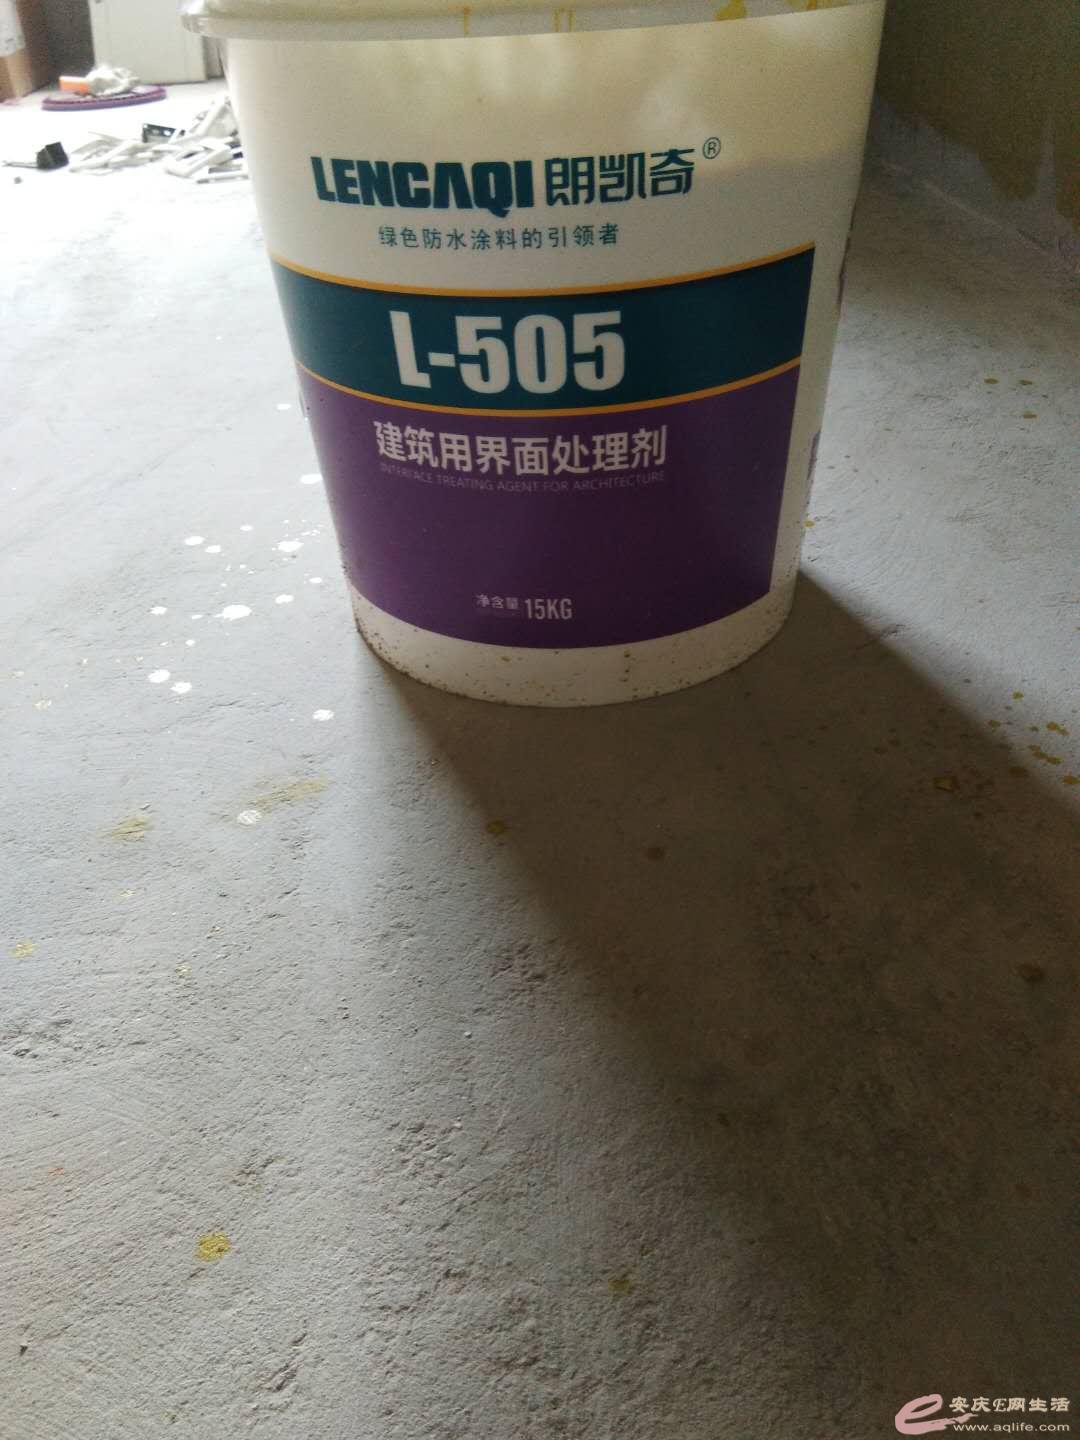 LENCAQI 朗凯奇®
绿色防水涂料的引领者
L-505
建筑用界面处理剂
INTERFACE TREATING AGENT FOR ARCHITECTURE
净含量 15KG
安庆E网生活
www.aqlife.com